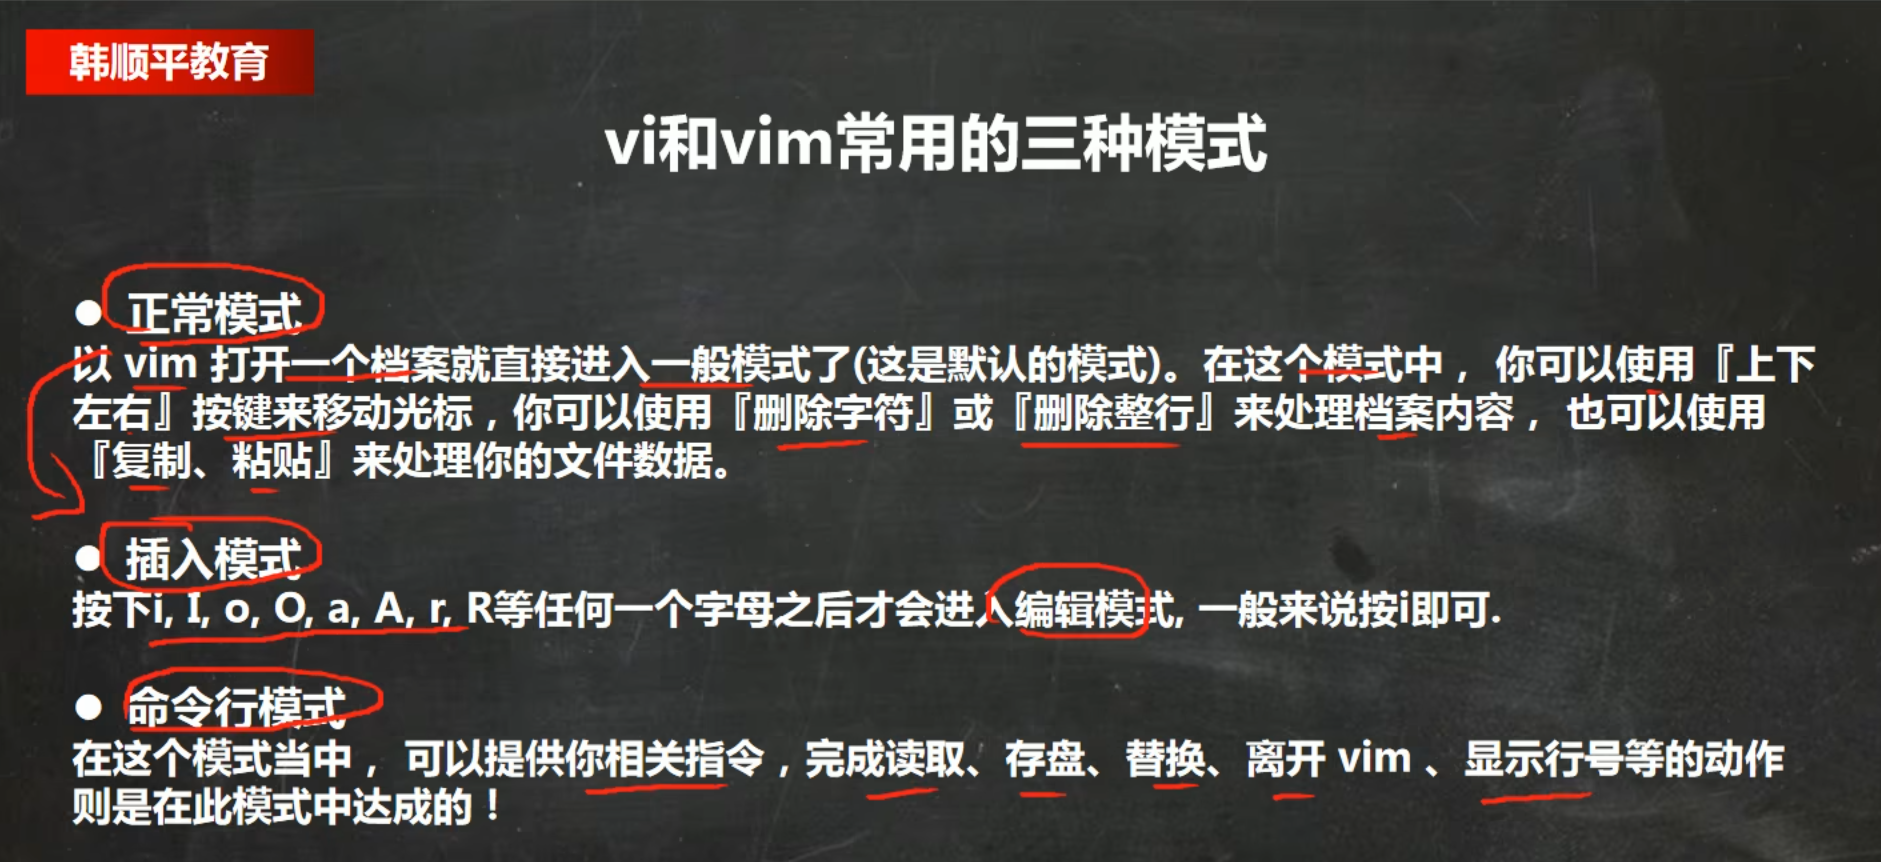 韩顺平教育
vi和vim常用的三种模式
● 正常模式
以 vim 打开一个档案就直接进入一般模式了(这是默认的模式)。在这个模式中， 你可以使用『上下
左右』按键来移动光标，你可以使用『删除字符』或『删除整行』来处理档案内容， 也可以使用
『复制、粘贴』来处理你的文件数据。
● 插入模式
按下i, I, o, O, a, A, r, R等任何一个字母之后才会进入编辑模式, 一般来说按i即可.
● 命令行模式
在这个模式当中， 可以提供你相关指令，完成读取、存盘、替换、离开 vim 、显示行号等的动作
则是在此模式中达成的！